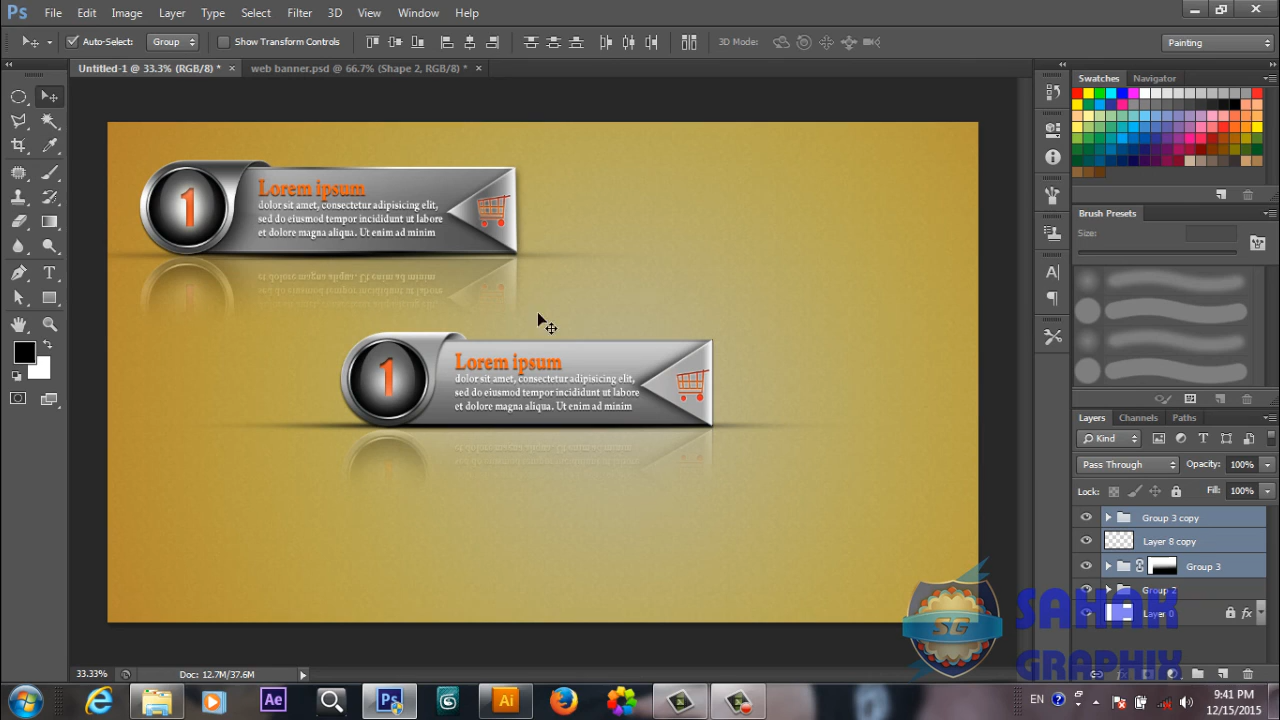 Ps File Edit Image Layer Type Select Filter 3D View Window Help
Auto-Select: Group Show Transform Controls 3D Mode: Painting
Untitled-1 @ 33.3% (RGB/8) * × web banner.psd @ 66.7% (Shape 2, RGB/8) * ×
Swatches Navigator
1
Lorem ipsum
dolor sit amet, consectetur adipisicing elit,
sed do eiusmod tempor incididunt ut labore
et dolore magna aliqua. Ut enim ad minim
Brush Presets
Size:
1
Lorem ipsum
dolor sit amet, consectetur adipisicing elit,
sed do eiusmod tempor incididunt ut labore
et dolore magna aliqua. Ut enim ad minim
Layers Channels Paths
Kind
Pass Through Opacity: 100%
Lock: Fill: 100%
Group 3 copy
Layer 8 copy
Group 3
Group 2
Layer 0 fx
SG
SAHAK
GRAPHIX
33.33% Doc: 12.7M/37.6M
Ae Ps Ai
EN 9:41 PM
12/15/2015